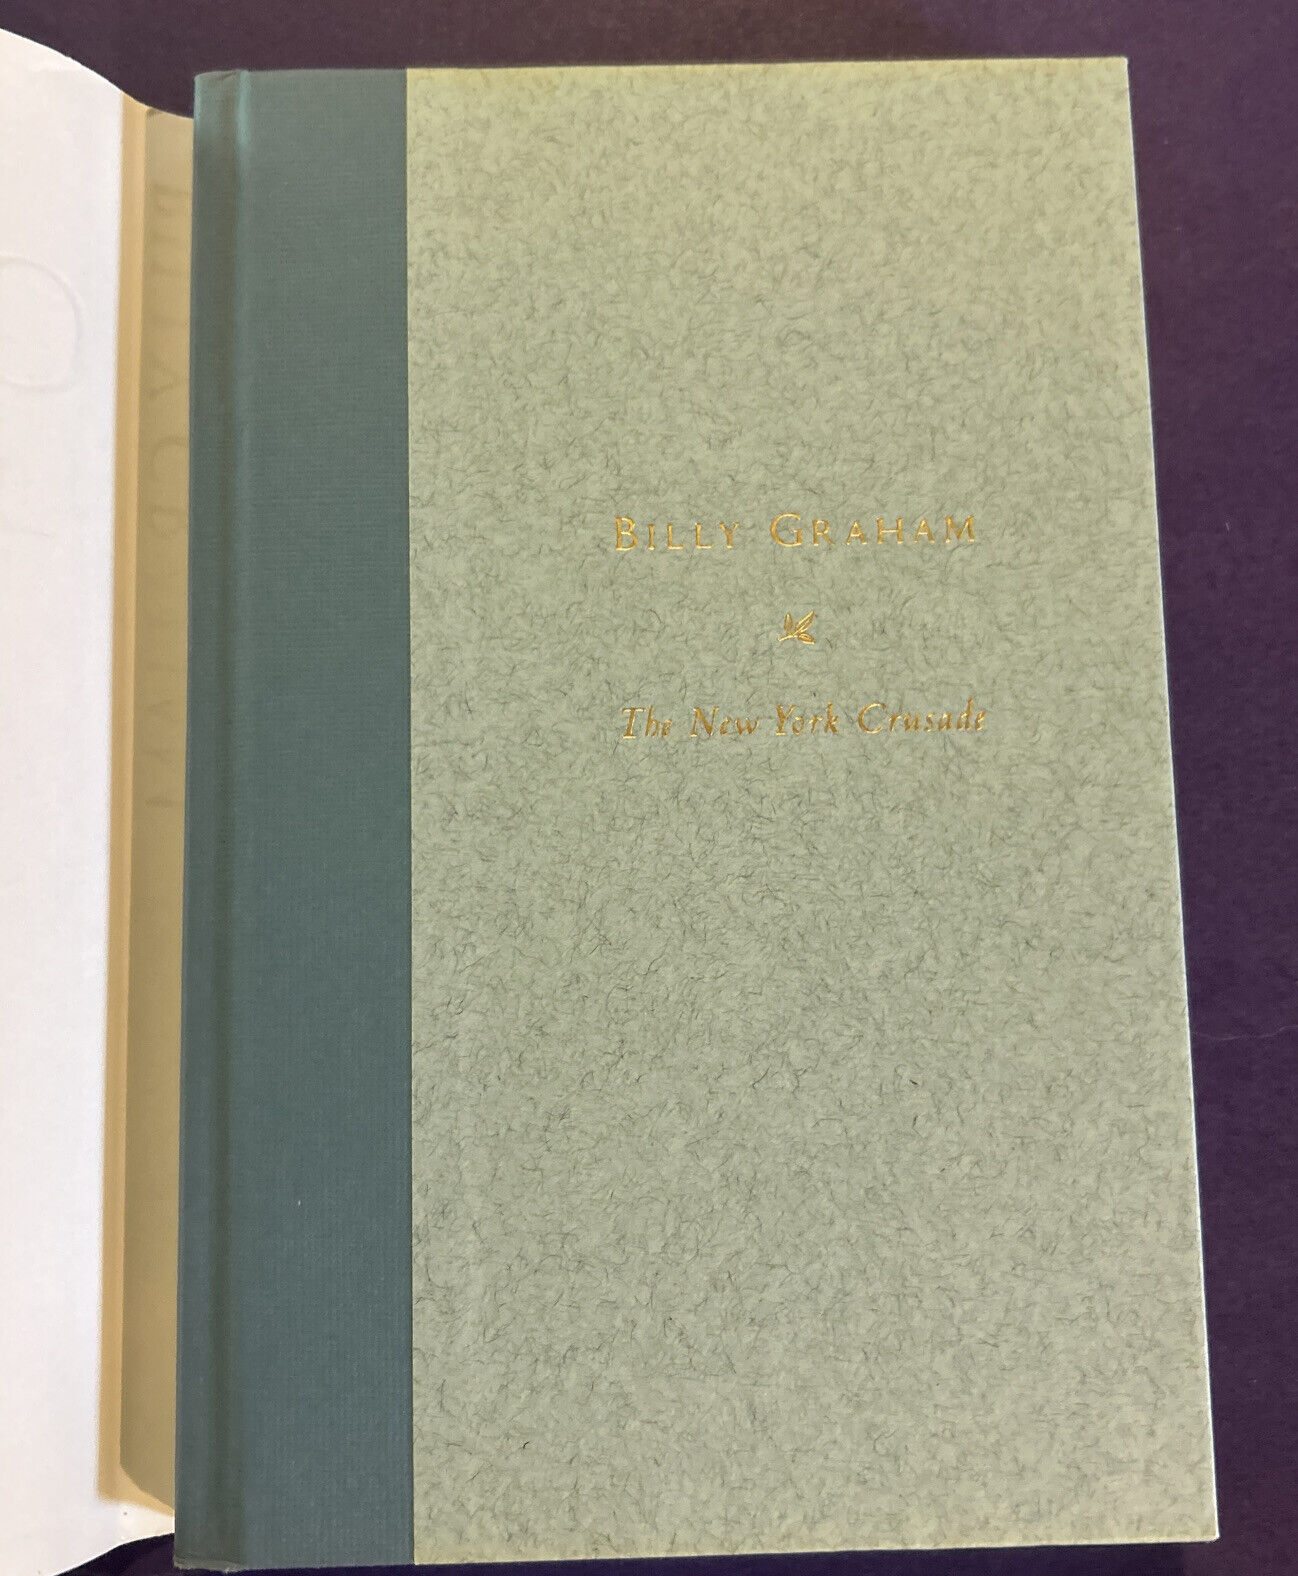 BILLY GRAHAM
The New York Crusade